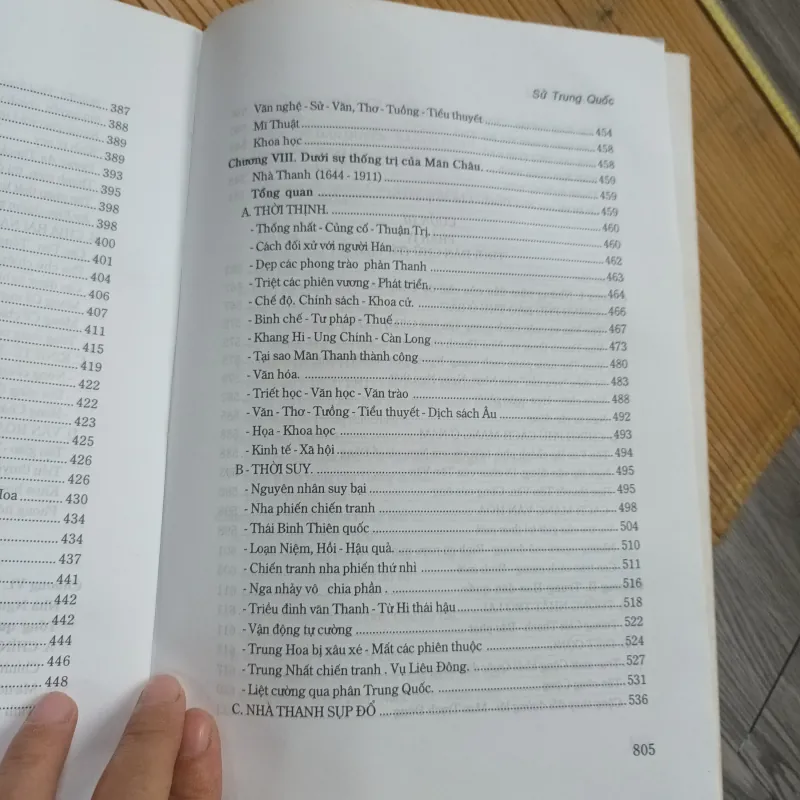 387
388
389
389
393
395
398
398
400
401
404
406
407
411
415
419
422
422
423
425
426
426
Hoa 430
434
434
437
441
442
442
444
446
448
Sử Trung Quốc
Văn nghệ - Sử - Văn, Thơ - Tuồng - Tiểu thuyết 454
Mĩ Thuật 458
Khoa học 458
Chương VIII. Dưới sự thống trị của Mãn Châu. 459
Nhà Thanh (1644 - 1911) 459
Tổng quan 459
A. THỜI THỊNH. 460
- Thống nhất - Củng cố - Thuận Trị. 460
- Cách đối xử với người Hán. 462
- Dẹp các phong trào phản Thanh 463
- Triệt các phiên vương - Phát triển. 464
- Chế độ. Chính sách - Khoa cử. 466
- Binh chế - Tư pháp - Thuế 467
- Khang Hi - Ung Chính - Càn Long 473
- Tại sao Mãn Thanh thành công 480
- Văn hóa. 483
- Triết học - Văn học - Văn trào 488
- Văn - Thơ - Tuồng - Tiểu thuyết - Dịch sách Âu 492
- Họa - Khoa học 493
- Kinh tế - Xã hội 494
B - THỜI SUY. 495
- Nguyên nhân suy bại 495
- Nha phiến chiến tranh 498
- Thái Bình Thiên quốc 504
- Loạn Niệm, Hồi - Hậu quả. 510
- Chiến tranh nha phiến thứ nhì 511
- Nga nhảy vô chia phần . 516
- Triều đình vãn Thanh - Từ Hi thái hậu 518
- Vận động tự cường 522
- Trung Hoa bị xâu xé - Mất các phiên thuộc 524
- Trung Nhật chiến tranh . Vụ Liêu Đông. 527
- Liệt cường qua phân Trung Quốc. 531
C. NHÀ THANH SỤP ĐỔ 536
805